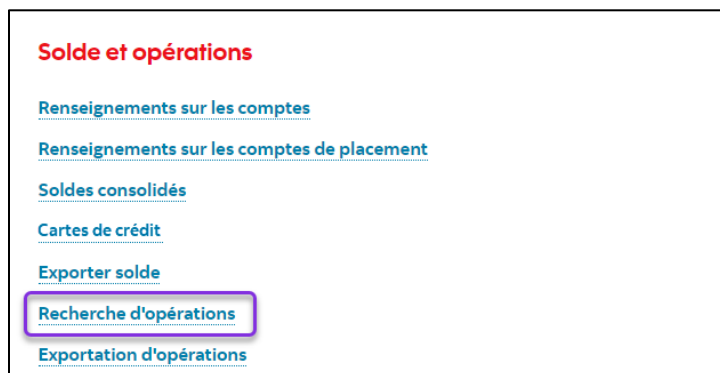 Solde et opérations
Renseignements sur les comptes
Renseignements sur les comptes de placement
Soldes consolidés
Cartes de crédit
Exporter solde
Recherche d'opérations
Exportation d'opérations